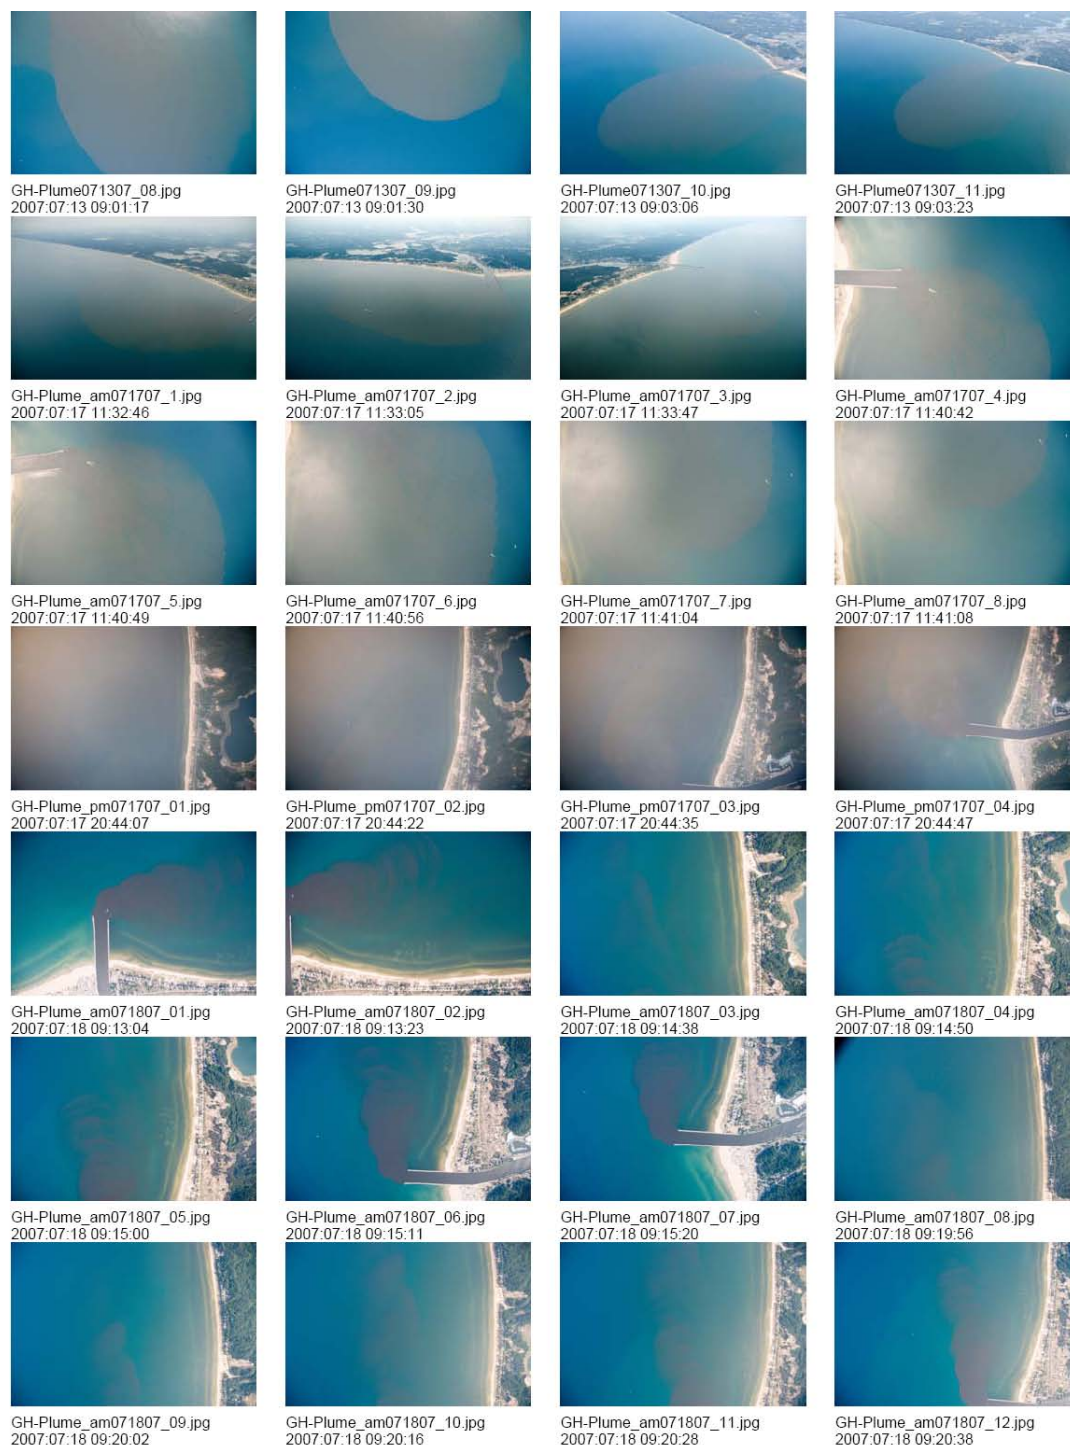 GH-Plume071307_08.jpg
2007:07:13 09:01:17
GH-Plume071307_09.jpg
2007:07:13 09:01:30
GH-Plume071307_10.jpg
2007:07:13 09:03:06
GH-Plume071307_11.jpg
2007:07:13 09:03:23
GH-Plume_am071707_1.jpg
2007:07:17 11:32:46
GH-Plume_am071707_2.jpg
2007:07:17 11:33:05
GH-Plume_am071707_3.jpg
2007:07:17 11:33:47
GH-Plume_am071707_4.jpg
2007:07:17 11:40:42
GH-Plume_am071707_5.jpg
2007:07:17 11:40:49
GH-Plume_am071707_6.jpg
2007:07:17 11:40:56
GH-Plume_am071707_7.jpg
2007:07:17 11:41:04
GH-Plume_am071707_8.jpg
2007:07:17 11:41:08
GH-Plume_pm071707_01.jpg
2007:07:17 20:44:07
GH-Plume_pm071707_02.jpg
2007:07:17 20:44:22
GH-Plume_pm071707_03.jpg
2007:07:17 20:44:35
GH-Plume_pm071707_04.jpg
2007:07:17 20:44:47
GH-Plume_am071807_01.jpg
2007:07:18 09:13:04
GH-Plume_am071807_02.jpg
2007:07:18 09:13:23
GH-Plume_am071807_03.jpg
2007:07:18 09:14:38
GH-Plume_am071807_04.jpg
2007:07:18 09:14:50
GH-Plume_am071807_05.jpg
2007:07:18 09:15:00
GH-Plume_am071807_06.jpg
2007:07:18 09:15:11
GH-Plume_am071807_07.jpg
2007:07:18 09:15:20
GH-Plume_am071807_08.jpg
2007:07:18 09:19:56
GH-Plume_am071807_09.jpg
2007:07:18 09:20:02
GH-Plume_am071807_10.jpg
2007:07:18 09:20:16
GH-Plume_am071807_11.jpg
2007:07:18 09:20:28
GH-Plume_am071807_12.jpg
2007:07:18 09:20:38